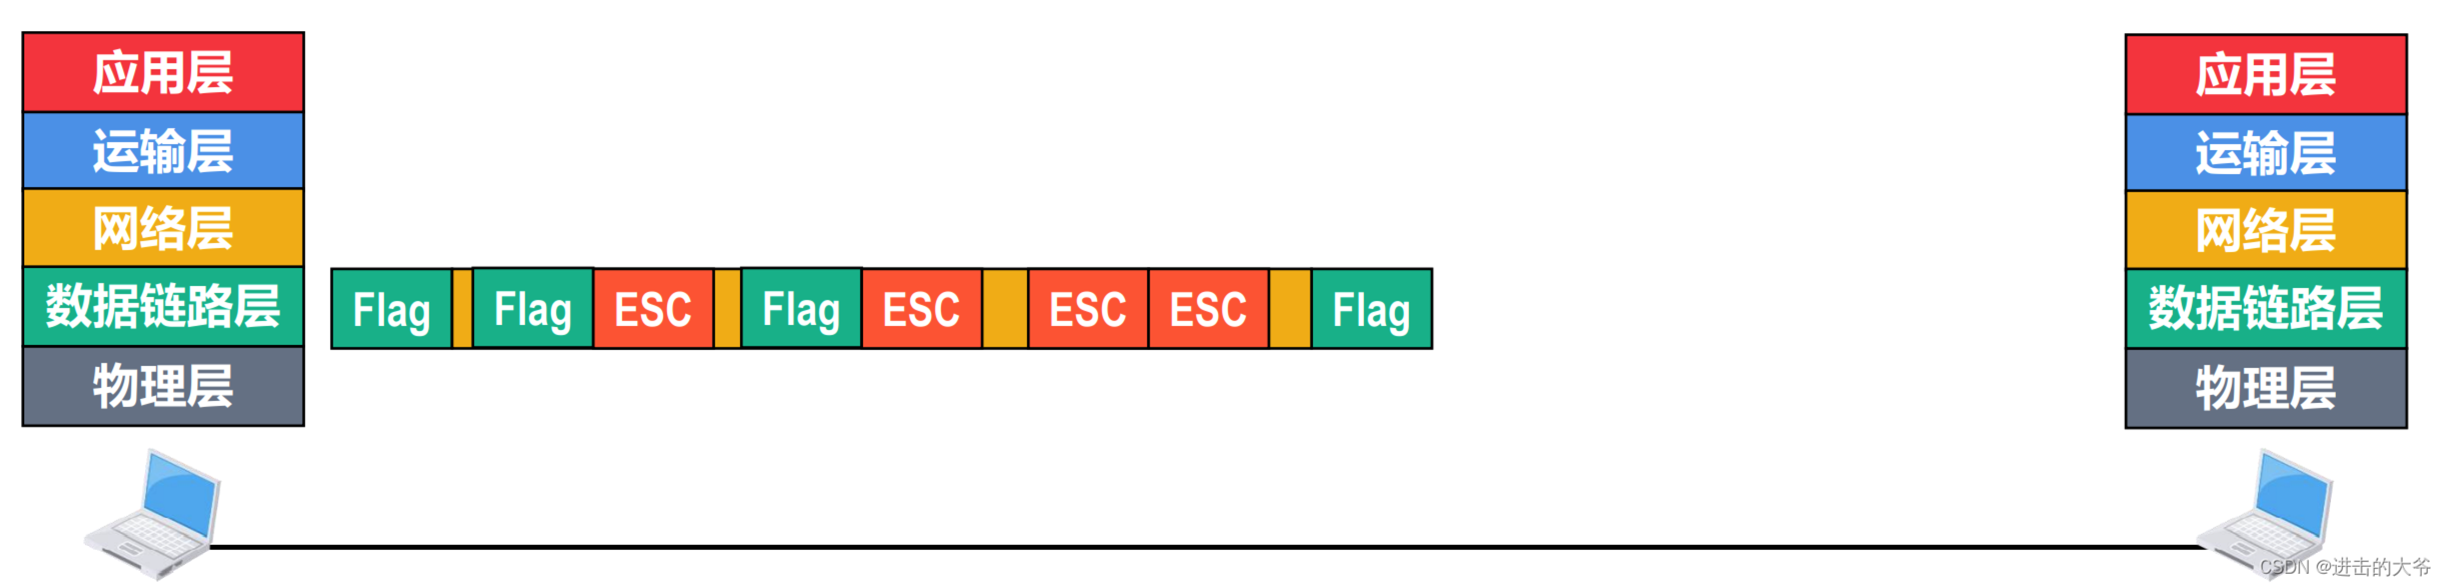 应用层
运输层
网络层
数据链路层
物理层
Flag Flag ESC Flag ESC ESC ESC Flag
应用层
运输层
网络层
数据链路层
物理层
CSDN @进击的大爷